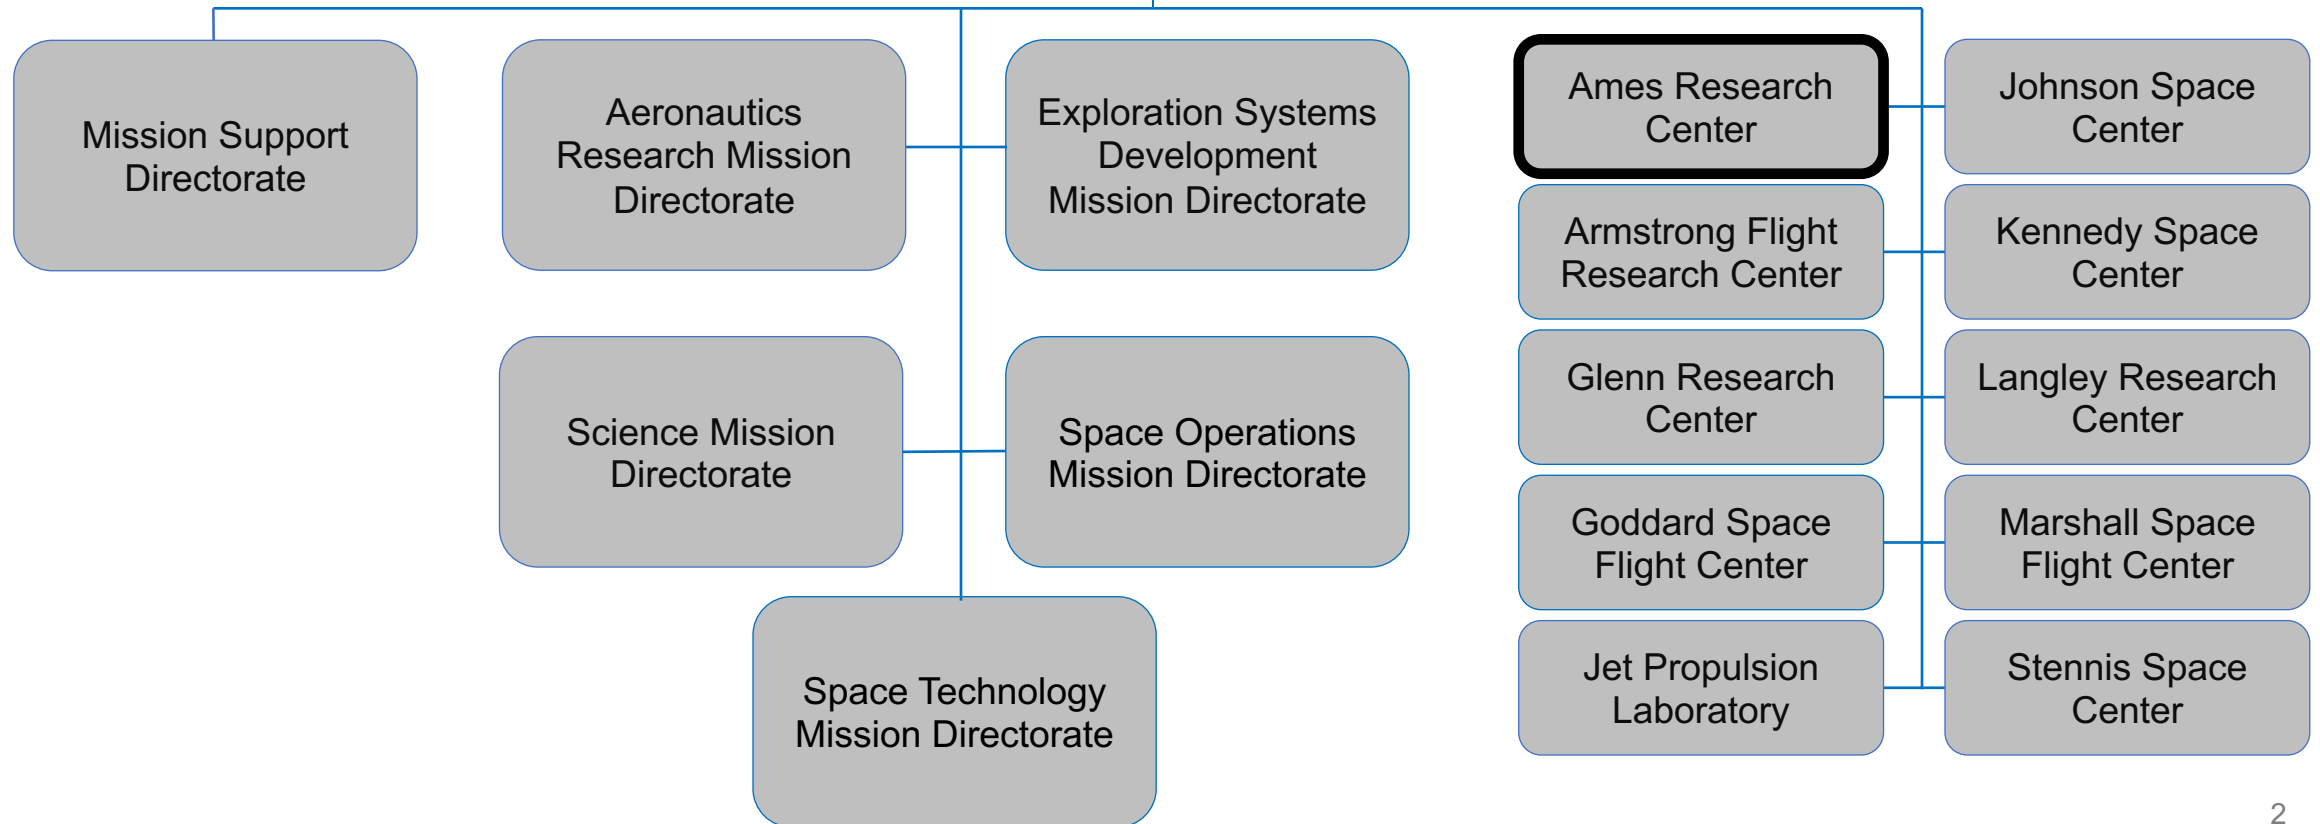 Mission Support
Directorate
Aeronautics
Research Mission
Directorate
Exploration Systems
Development
Mission Directorate
Science Mission
Directorate
Space Operations
Mission Directorate
Space Technology
Mission Directorate
Ames Research
Center
Johnson Space
Center
Armstrong Flight
Research Center
Kennedy Space
Center
Glenn Research
Center
Langley Research
Center
Goddard Space
Flight Center
Marshall Space
Flight Center
Jet Propulsion
Laboratory
Stennis Space
Center
2